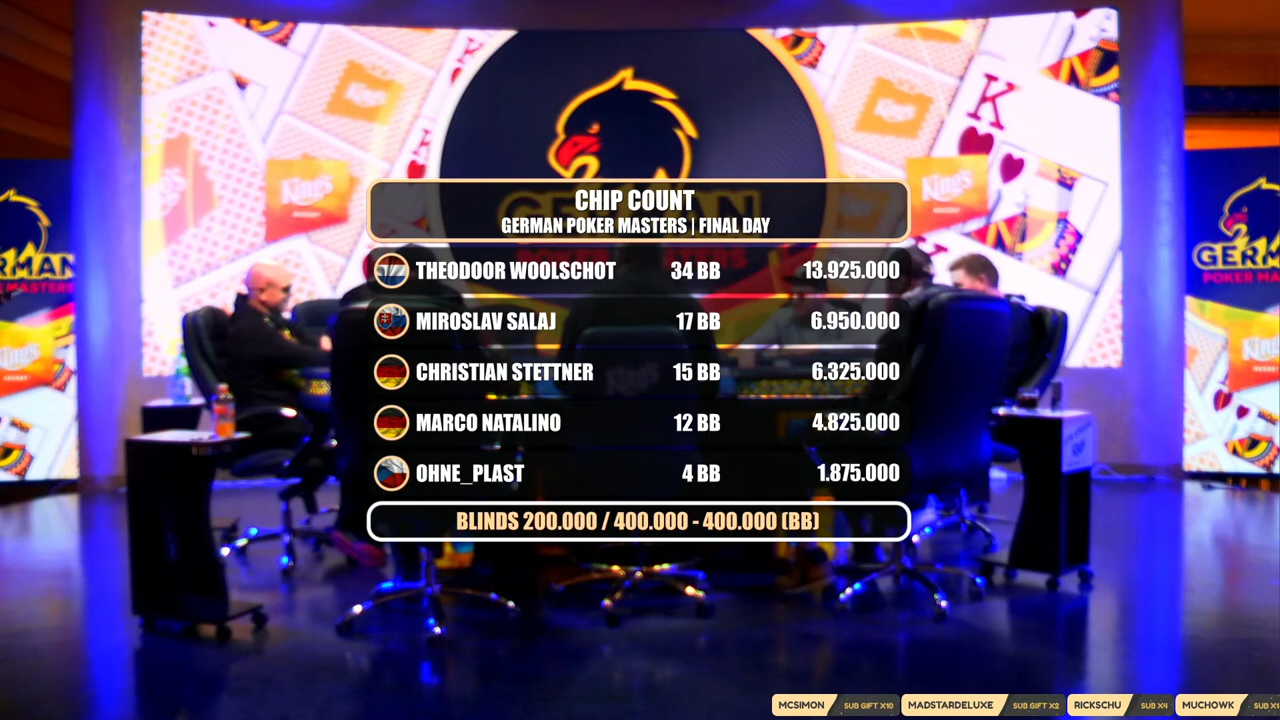 K
King's
King's
GERMAN
CHIP COUNT
GERMAN POKER MASTERS | FINAL DAY
THEODOOR WOOLSCHOT 34 BB 13.925.000
MIROSLAV SALAJ 17 BB 6.950.000
CHRISTIAN STETTNER 15 BB 6.325.000
MARCO NATALINO 12 BB 4.825.000
OHNE_PLAST 4 BB 1.875.000
BLINDS 200.000 / 400.000 - 400.000 (BB)
MCSIMON SUB GIFT X10 MADSTARDELUXE SUB GIFT X2 RICKSCHU SUB X4 MUCHOWK